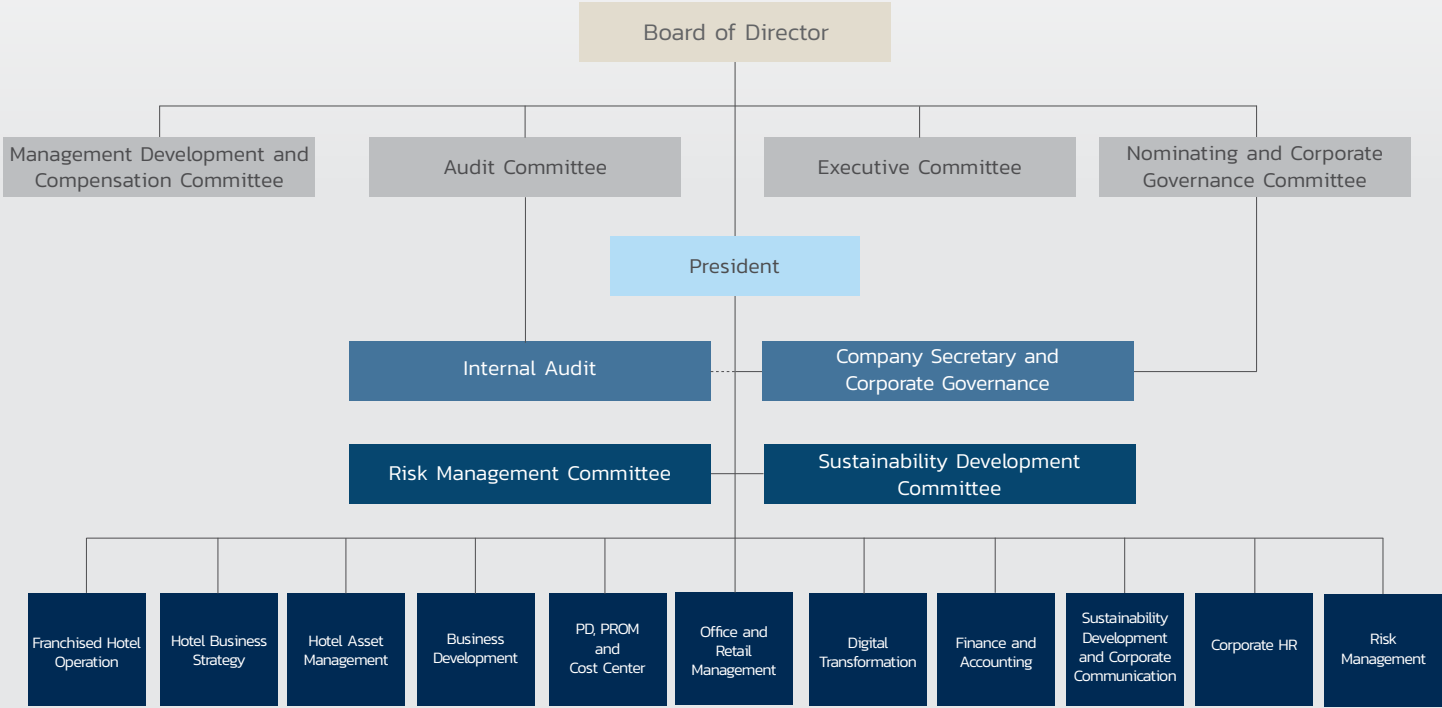 Board of Director
Management Development and
Compensation Committee
Audit Committee
Executive Committee
Nominating and Corporate
Governance Committee
President
Internal Audit
Company Secretary and
Corporate Governance
Risk Management Committee
Sustainability Development
Committee
Franchised Hotel
Operation
Hotel Business
Strategy
Hotel Asset
Management
Business
Development
PD, PROM
and
Cost Center
Office and
Retail
Management
Digital
Transformation
Finance and
Accounting
Sustainability
Development
and Corporate
Communication
Corporate HR
Risk
Management